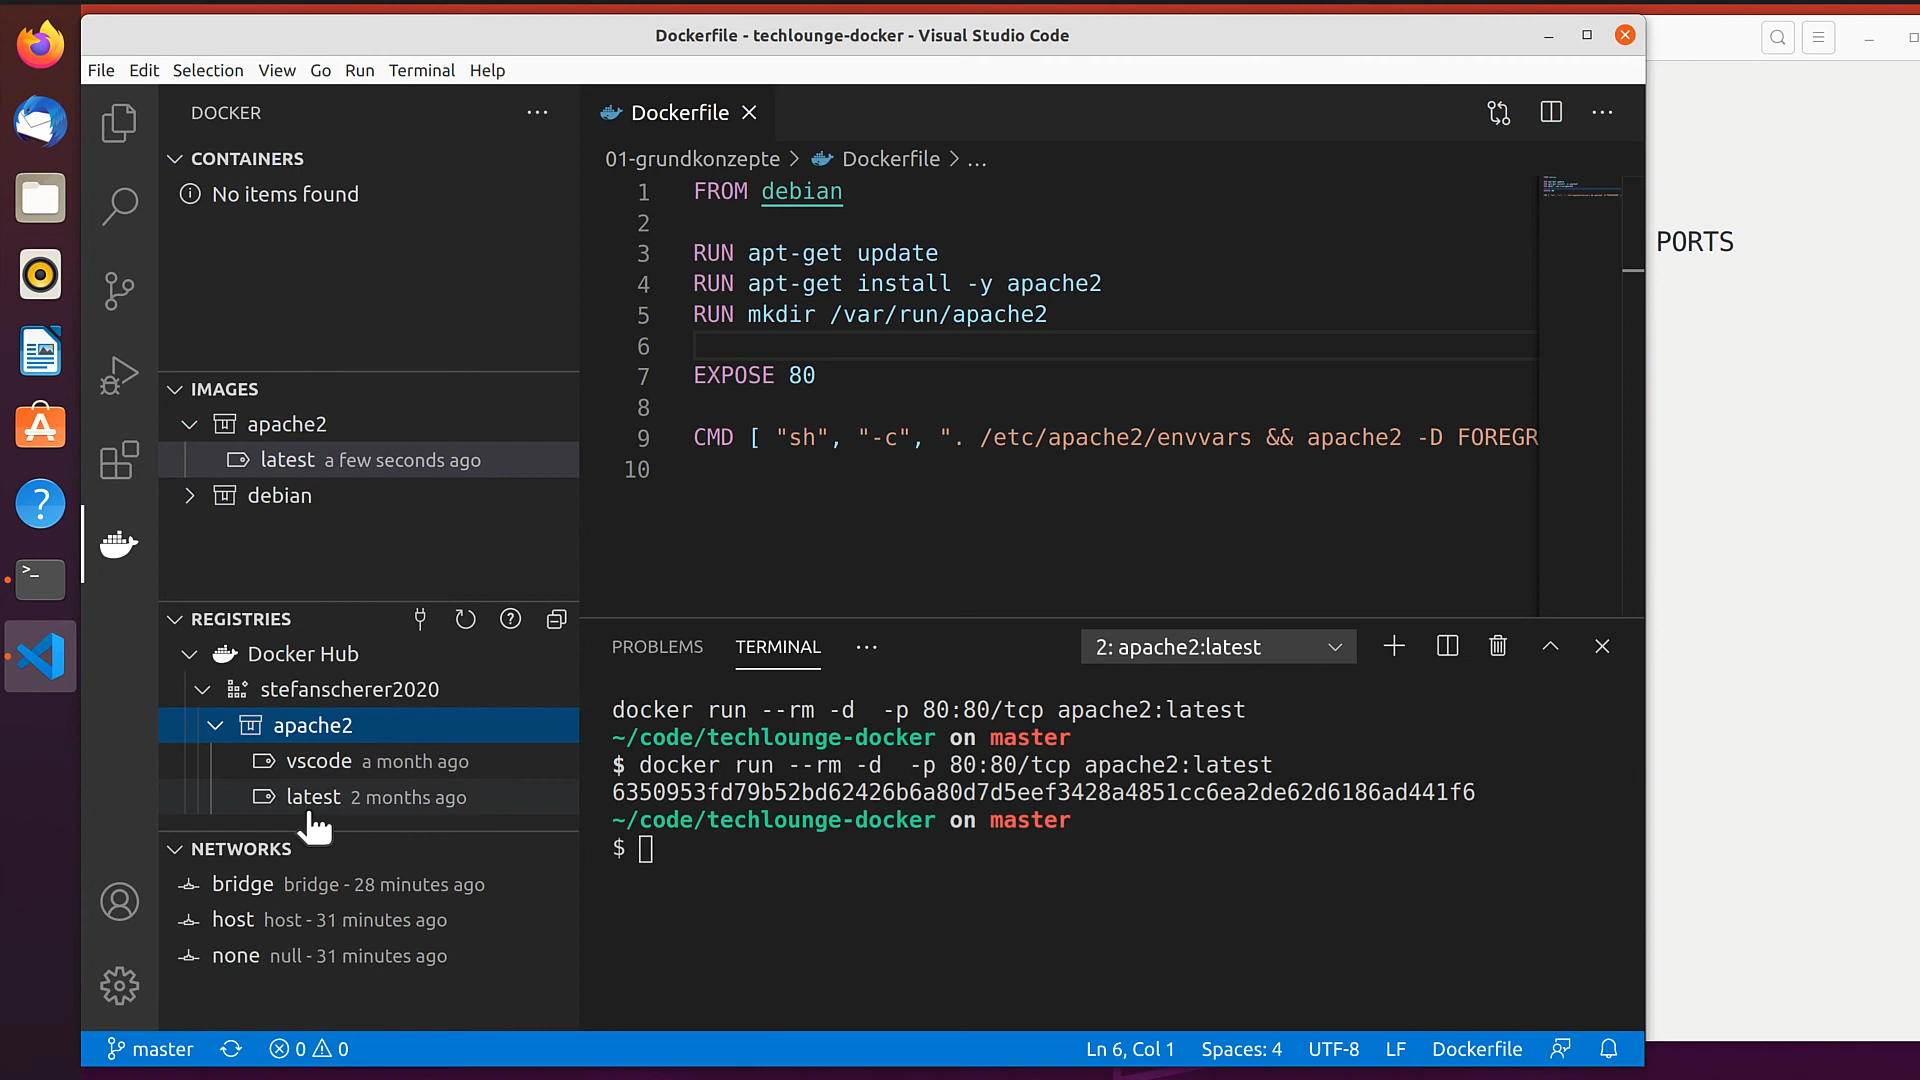 Dockerfile - techlounge-docker - Visual Studio Code
File Edit Selection View Go Run Terminal Help
DOCKER
CONTAINERS
No items found
IMAGES
apache2
latest a few seconds ago
debian
REGISTRIES
Docker Hub
stefanscherer2020
apache2
vscode a month ago
latest 2 months ago
NETWORKS
bridge bridge - 28 minutes ago
host host - 31 minutes ago
none null - 31 minutes ago
Dockerfile
01-grundkonzepte > Dockerfile > ...
1 FROM debian
2
3 RUN apt-get update
4 RUN apt-get install -y apache2
5 RUN mkdir /var/run/apache2
6
7 EXPOSE 80
8
9 CMD [ "sh", "-c", ". /etc/apache2/envvars && apache2 -D FOREGR
10
PROBLEMS TERMINAL ... 2: apache2:latest
docker run --rm -d  -p 80:80/tcp apache2:latest
~/code/techlounge-docker on master
$ docker run --rm -d  -p 80:80/tcp apache2:latest
6350953fd79b52bd62426b6a80d7d5eef3428a4851cc6ea2de62d6186ad441f6
~/code/techlounge-docker on master
$
PORTS
master 0 0 Ln 6, Col 1 Spaces: 4 UTF-8 LF Dockerfile